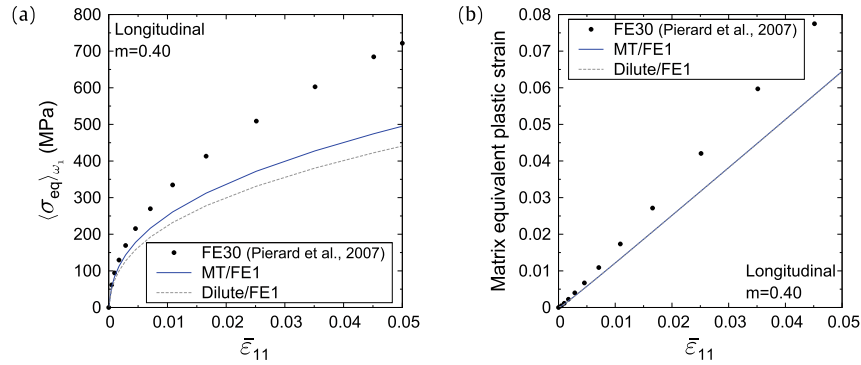 (a)
Longitudinal
m=0.40
800
700
600
500
400
300
200
100
0
⟨σeq⟩ω₁ (MPa)
FE30 (Pierard et al., 2007)
MT/FE1
Dilute/FE1
0 0.01 0.02 0.03 0.04 0.05
ε̄₁₁
(b)
0.08
0.07
0.06
0.05
0.04
0.03
0.02
0.01
0
Matrix equivalent plastic strain
FE30 (Pierard et al., 2007)
MT/FE1
Dilute/FE1
Longitudinal
m=0.40
0 0.01 0.02 0.03 0.04 0.05
ε̄₁₁